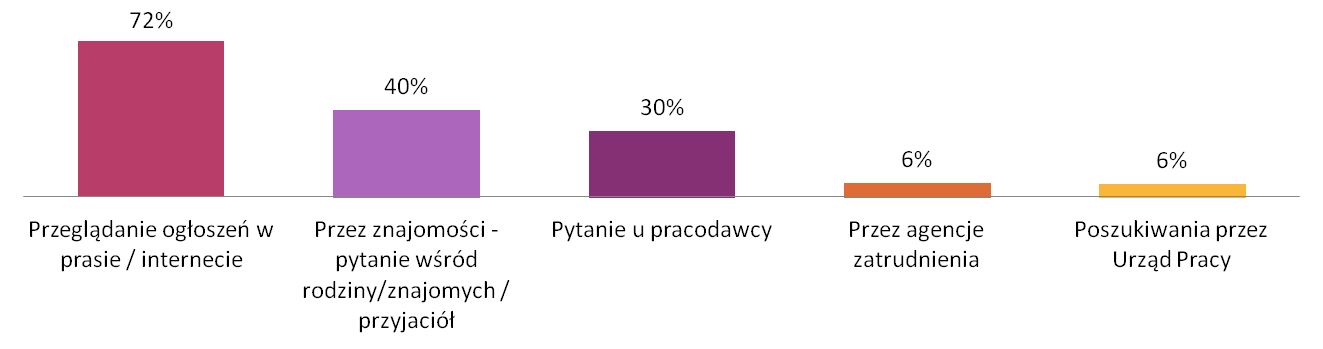 72%
40%
30%
6%
6%
Przeglądanie ogłoszeń w
prasie / internecie
Przez znajomości -
pytanie wśród
rodziny/znajomych /
przyjaciół
Pytanie u pracodawcy
Przez agencje
zatrudnienia
Poszukiwania przez
Urząd Pracy